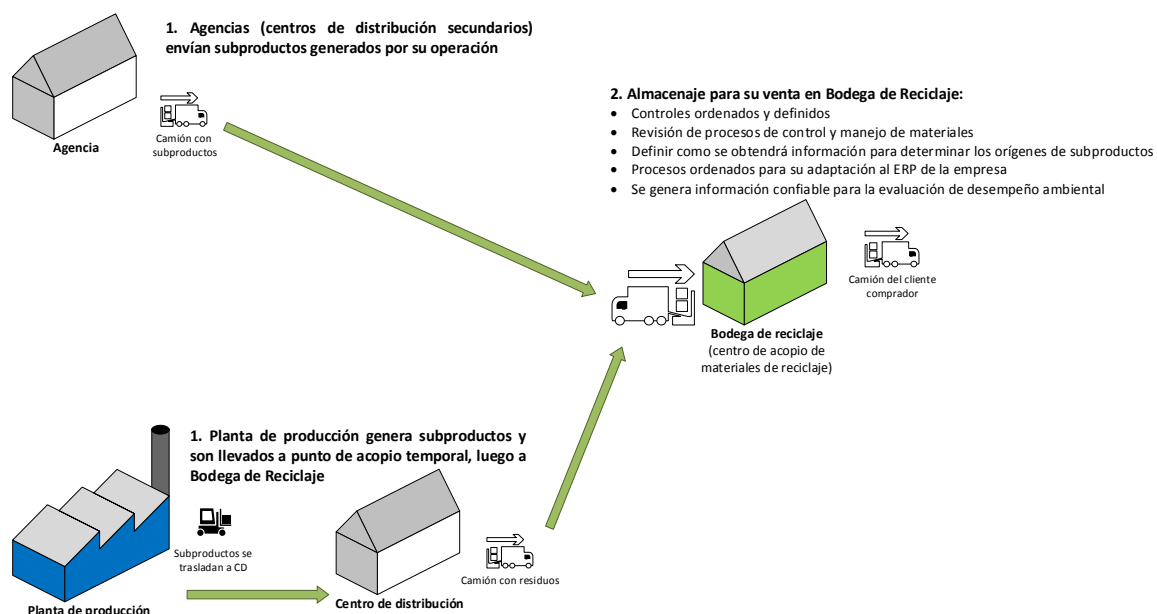 1. Agencias (centros de distribución secundarios)
envían subproductos generados por su operación
Camión con
subproductos
Agencia
2. Almacenaje para su venta en Bodega de Reciclaje:
• Controles ordenados y definidos
• Revisión de procesos de control y manejo de materiales
• Definir como se obtendrá información para determinar los orígenes de subproductos
• Procesos ordenados para su adaptación al ERP de la empresa
• Se genera información confiable para la evaluación de desempeño ambiental
Camión del cliente
comprador
Bodega de reciclaje
(centro de acopio de
materiales de reciclaje)
1. Planta de producción genera subproductos y
son llevados a punto de acopio temporal, luego a
Bodega de Reciclaje
Subproductos se
trasladan a CD
Camión con residuos
Centro de distribución
Planta de producción